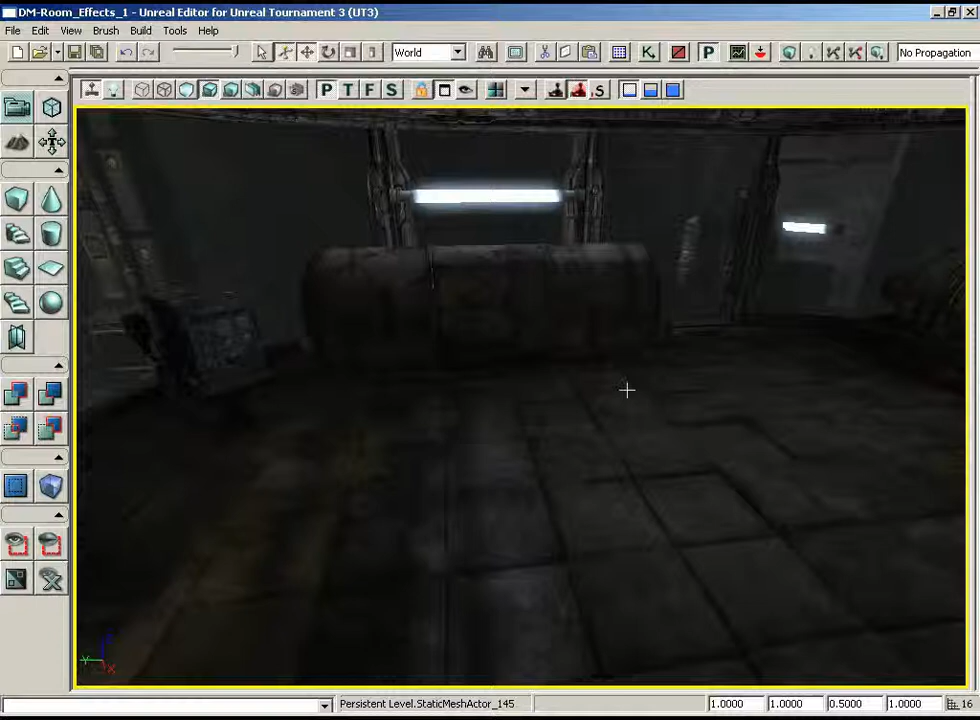 DM-Room_Effects_1 - Unreal Editor for Unreal Tournament 3 (UT3)
File Edit View Brush Build Tools Help
World
K
P
No Propagation
P T F S
S
Persistent Level.StaticMeshActor_145
1.0000 1.0000 0.5000 1.0000 16